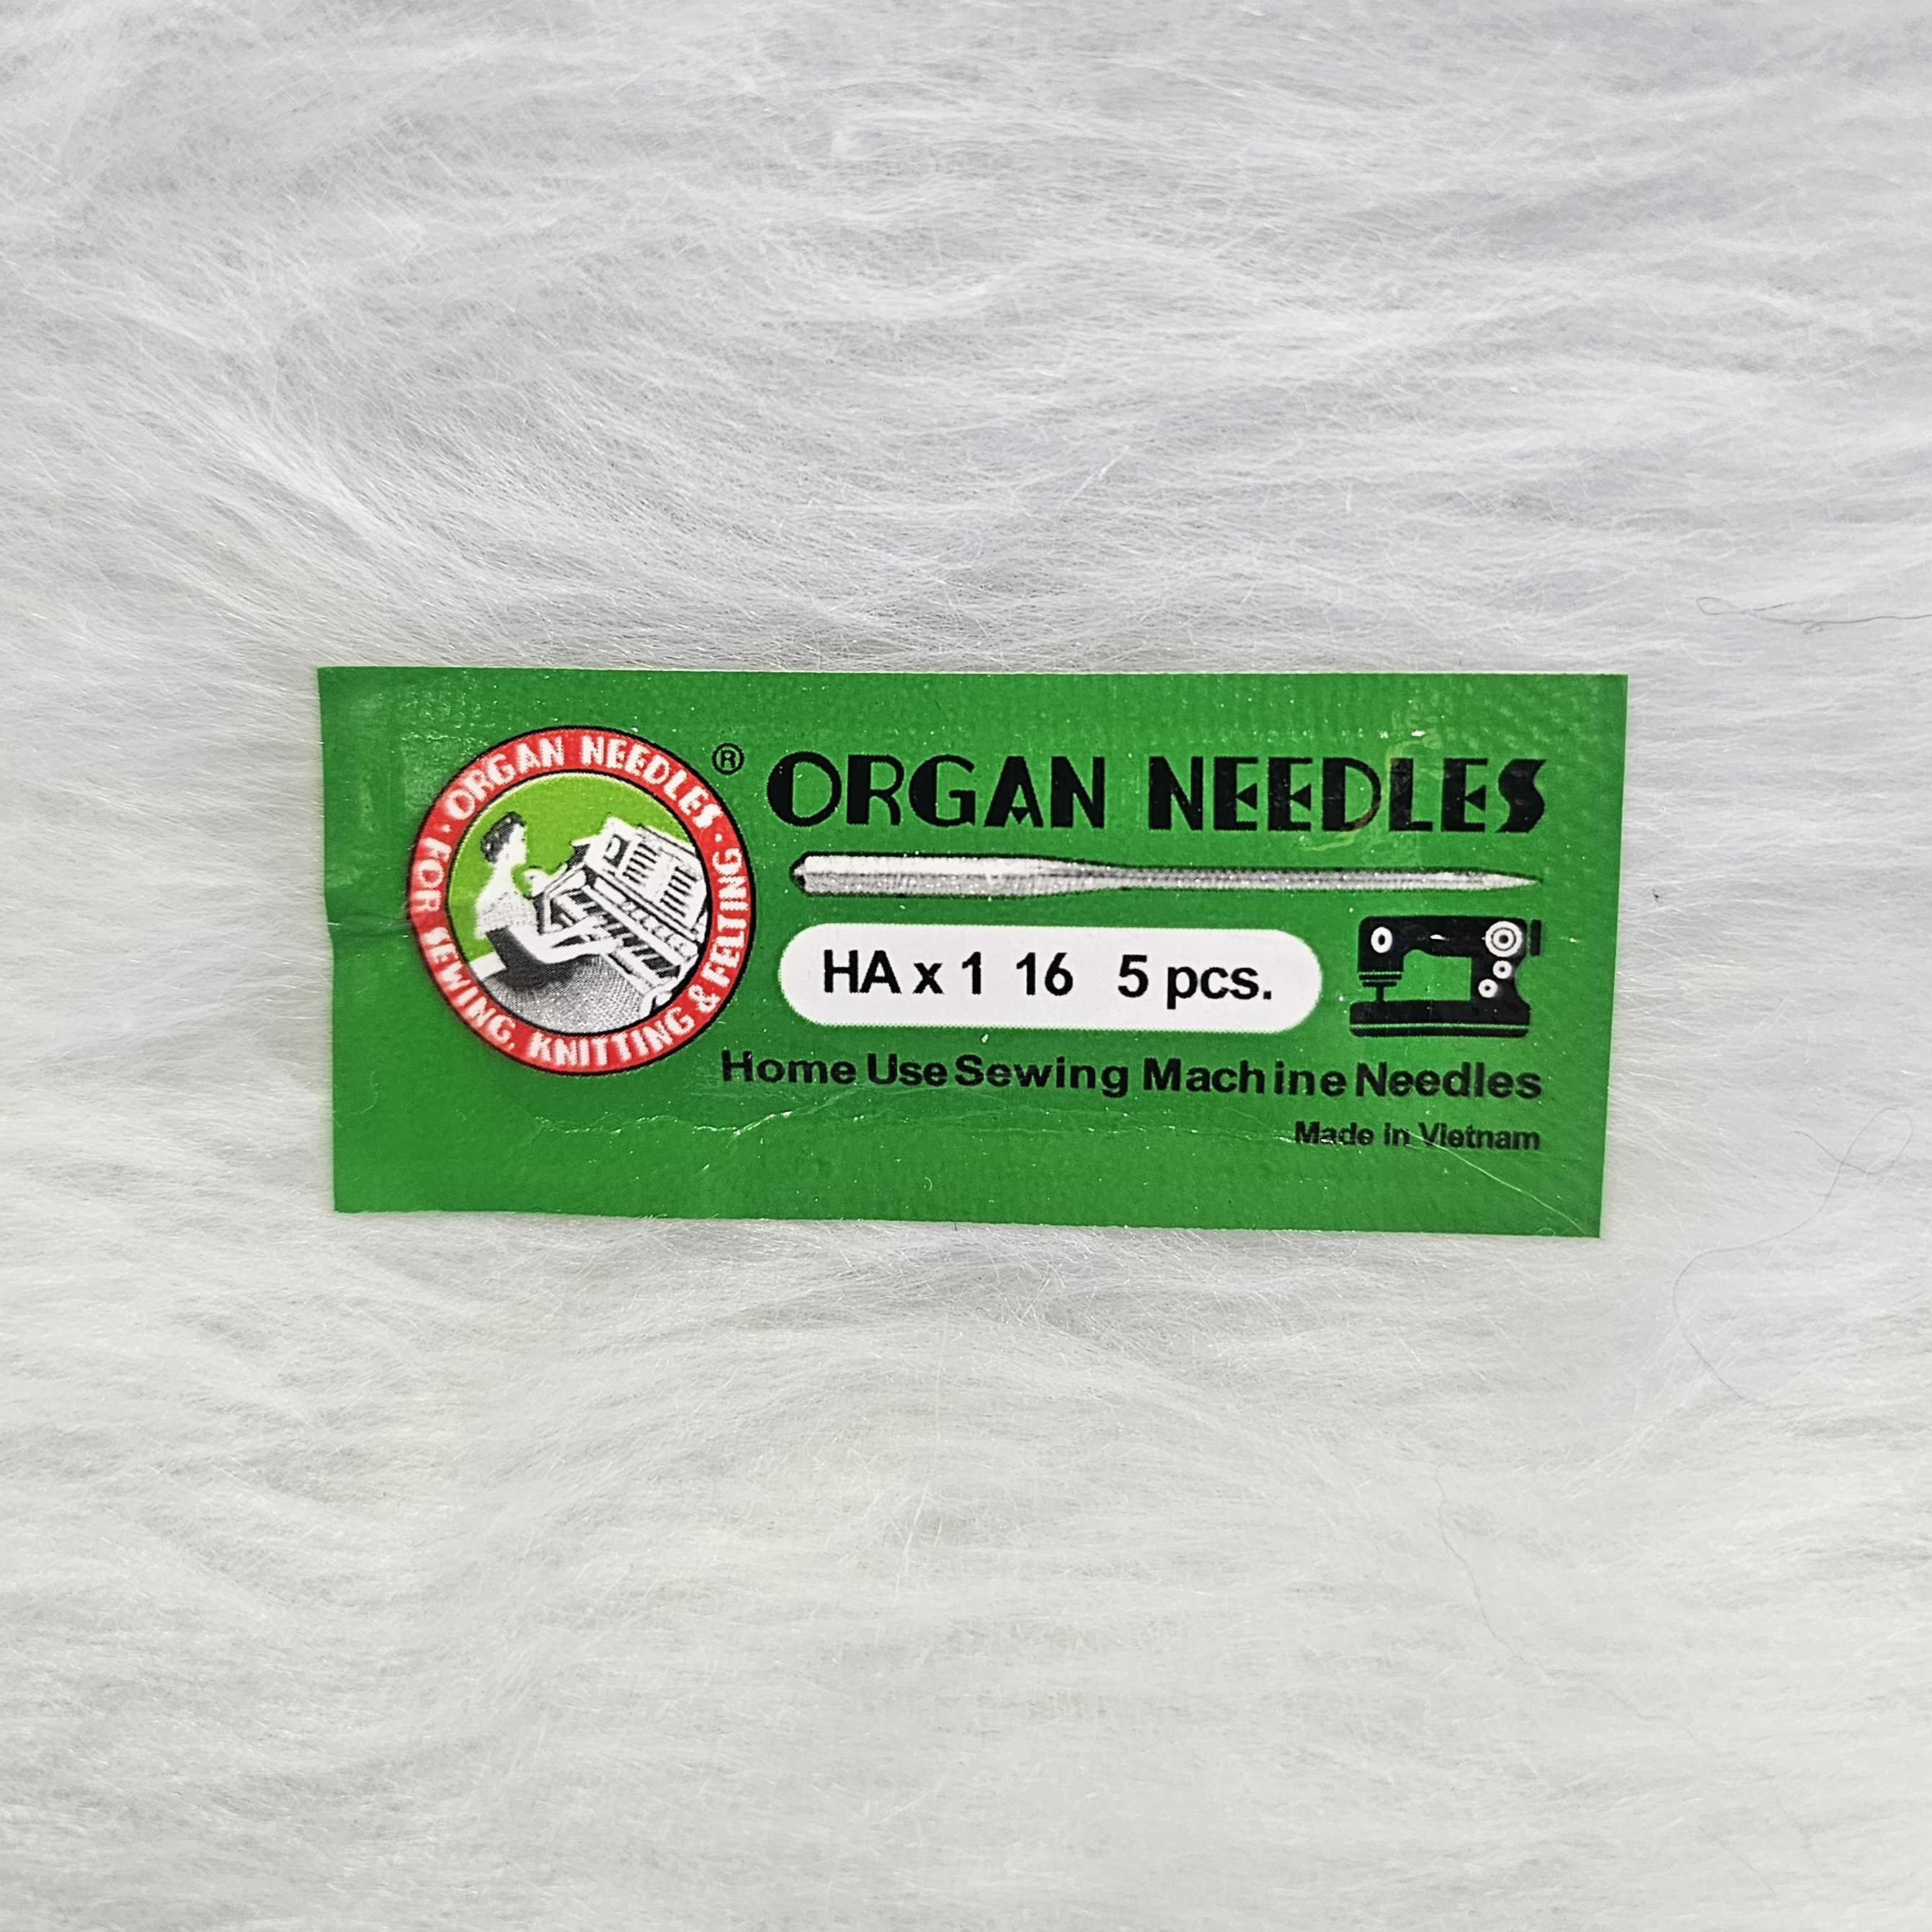 ORGAN NEEDLES · FOR SEWING, KNITTING & FELTING ·
® ORGAN NEEDLES
HA x 1 16 5 pcs.
Home Use Sewing Machine Needles
Made in Vietnam